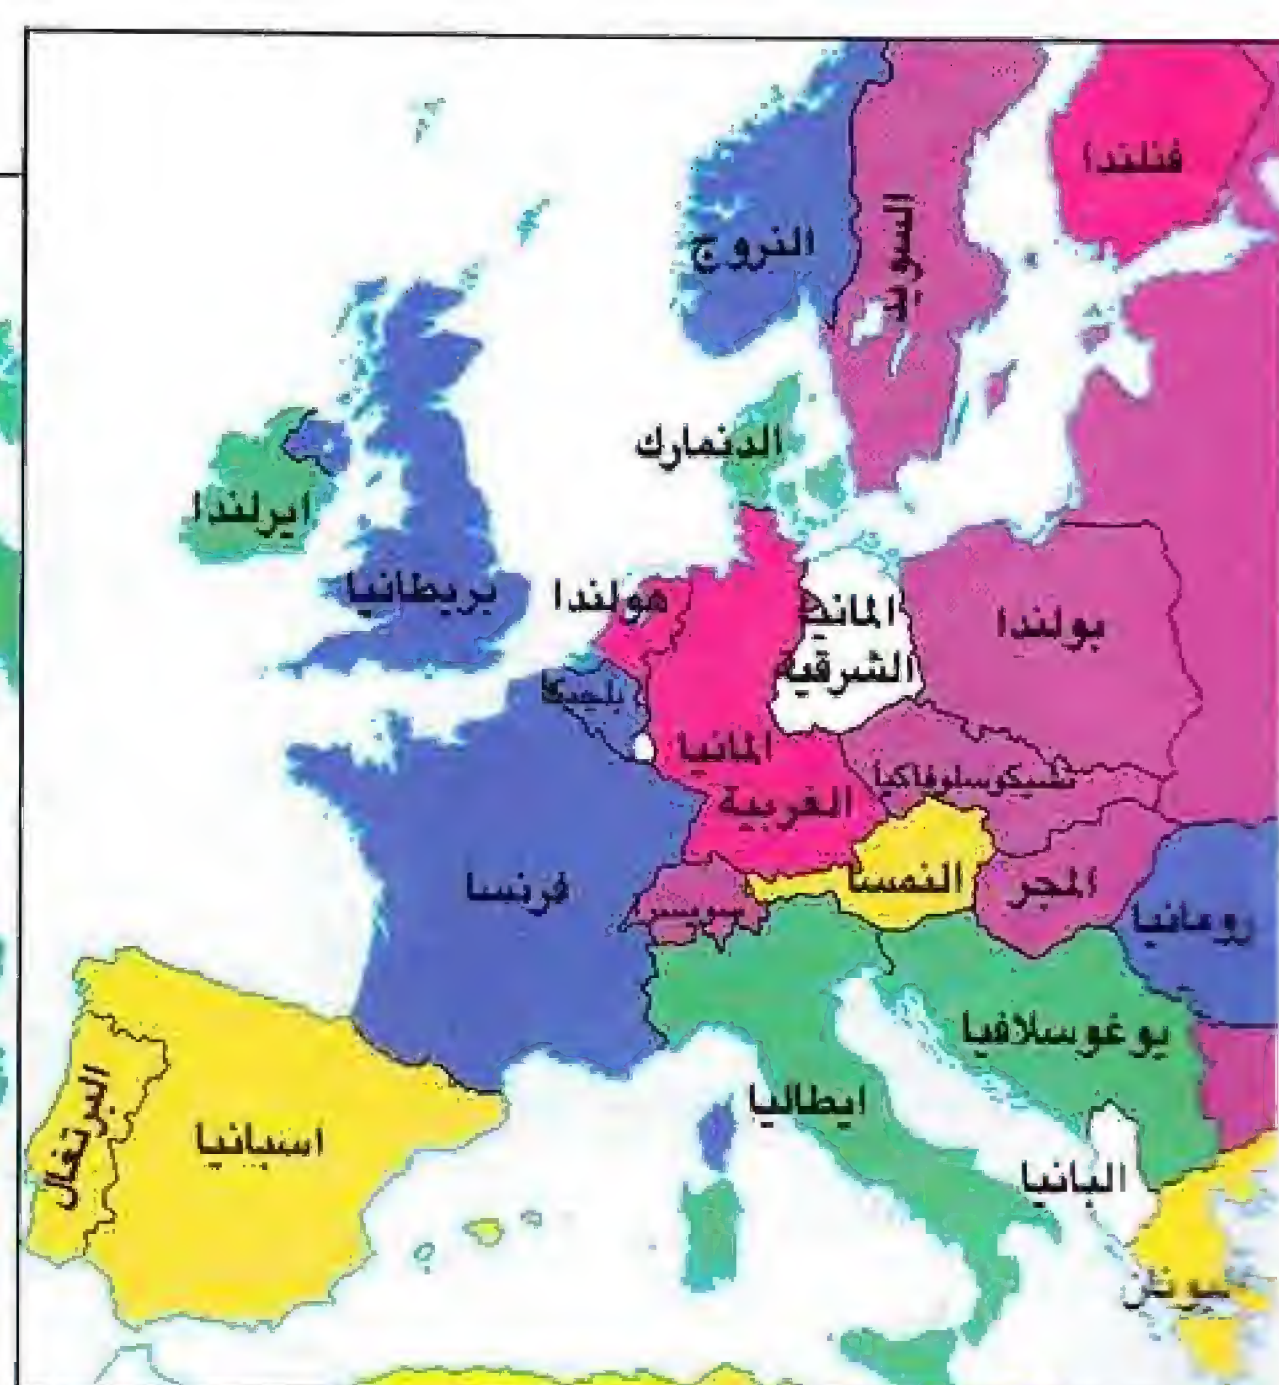 فنلندا
السويد
النروج
الدنمارك
ايرلندا
بريطانيا
هولندا
المانيا
الشرقية
بولندا
بلجيكا
المانيا
الغربية
تشيكوسلوفاكيا
فرنسا
سويسرا
النمسا
المجر
رومانيا
يوغوسلافيا
ايطاليا
البرتغال
اسبانيا
البانيا
اليونان